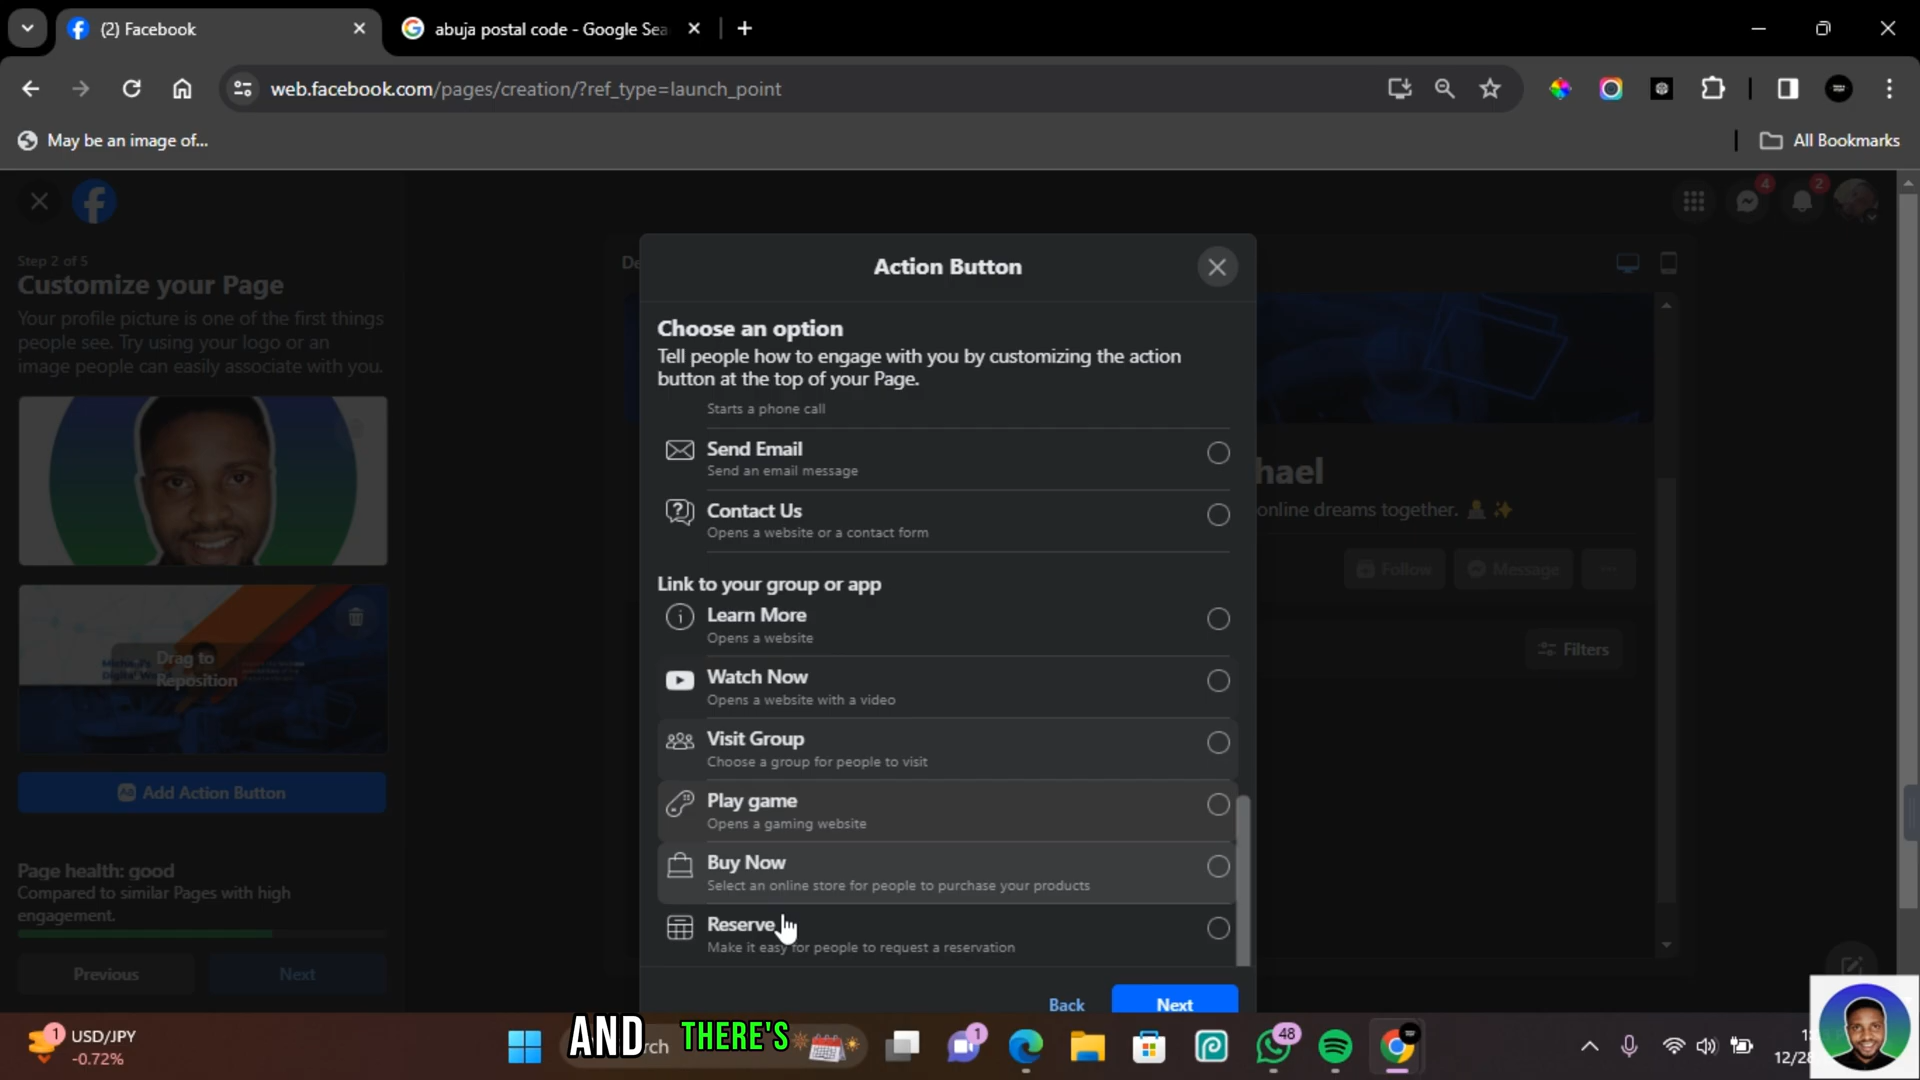 (2) Facebook
abuja postal code - Google Sea
web.facebook.com/pages/creation/?ref_type=launch_point
May be an image of...
All Bookmarks
4
2
Step 2 of 5
Customize your Page
Your profile picture is one of the first things
people see. Try using your logo or an
image people can easily associate with you.
Drag to
Reposition
Add Action Button
Page health: good
Compared to similar Pages with high
engagement.
Previous
Next
De
Action Button
Choose an option
Tell people how to engage with you by customizing the action
button at the top of your Page.
Starts a phone call
Send Email
Send an email message
Contact Us
Opens a website or a contact form
Link to your group or app
Learn More
Opens a website
Watch Now
Opens a website with a video
Visit Group
Choose a group for people to visit
Play game
Opens a gaming website
Buy Now
Select an online store for people to purchase your products
Reserve
Make it easy for people to request a reservation
Back
Next
hael
online dreams together.
Follow
Message
Filters
AND THERE'S
1
USD/JPY
-0.72%
rch
1
48
12/28